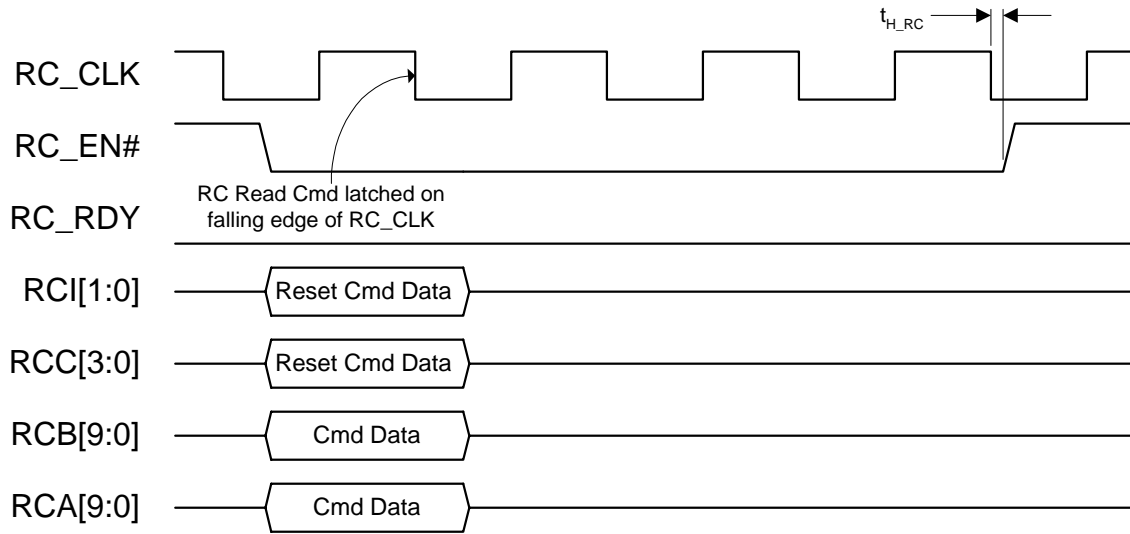 t_H_RC
RC_CLK
RC_EN#
RC Read Cmd latched on
falling edge of RC_CLK
RC_RDY
RCI[1:0]
Reset Cmd Data
RCC[3:0]
Reset Cmd Data
RCB[9:0]
Cmd Data
RCA[9:0]
Cmd Data